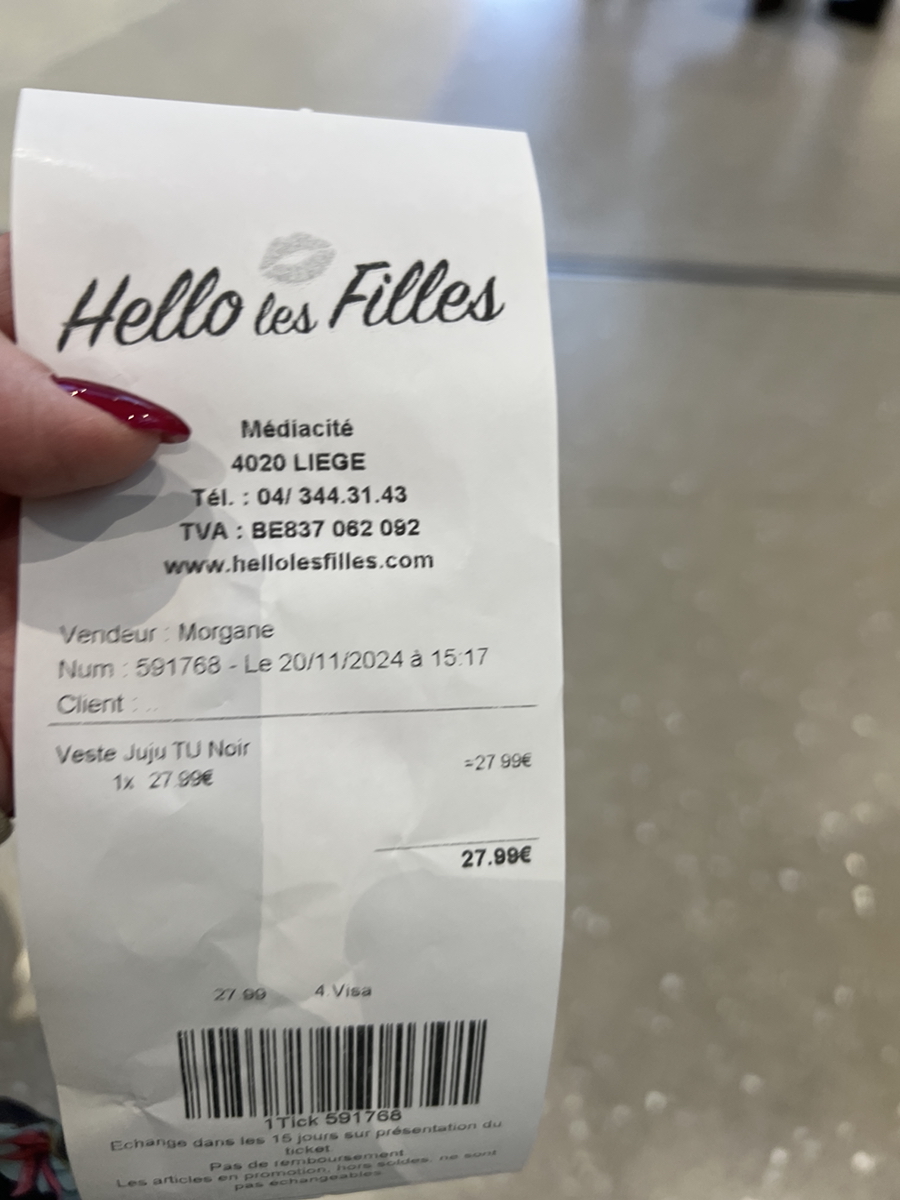 Hello les Filles
Médiacité
4020 LIEGE
Tél. : 04/ 344.31.43
TVA : BE837 062 092
www.hellolesfilles.com
Vendeur : Morgane
Num : 591768 - Le 20/11/2024 à 15:17
Client : ..
Veste Juju TU Noir
1x 27.99€ =27.99€
27.99€
27.99 4.Visa
1Tick 591768
Echange dans les 15 jours sur présentation du
ticket.
Pas de remboursement.
Les articles en promotion, hors soldes, ne sont
pas échangeables